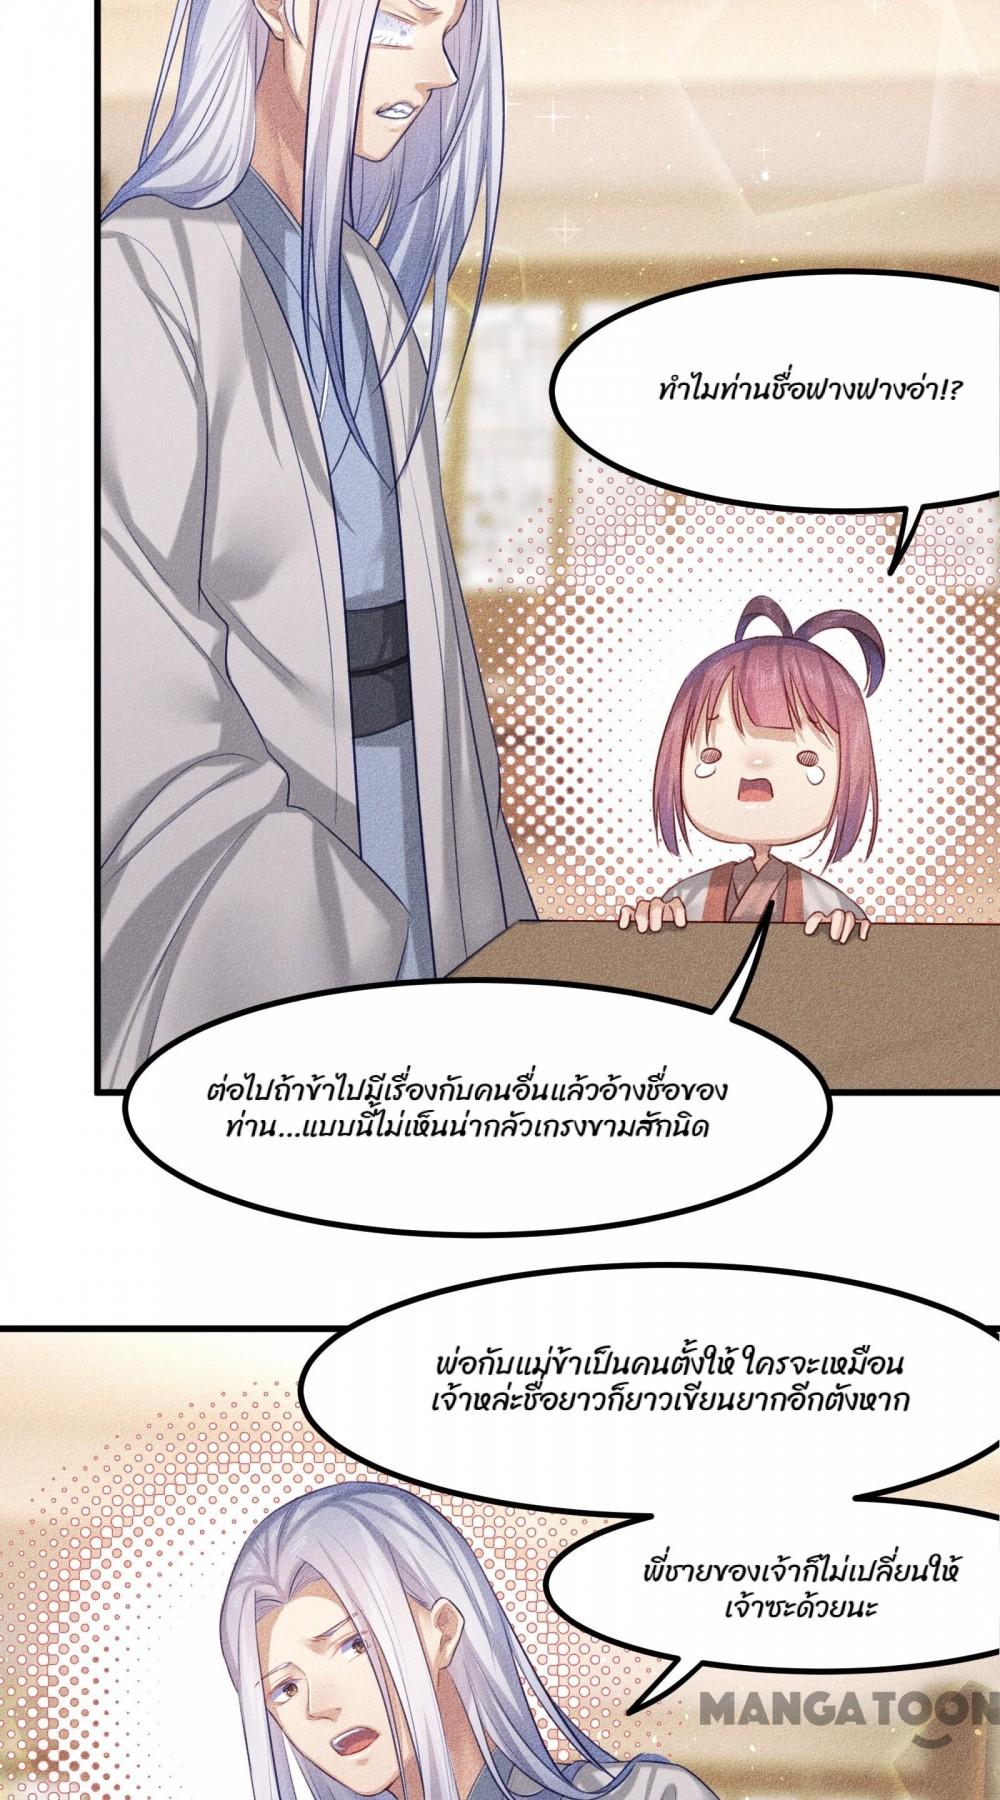 ทำไมท่านชื่อฟางฟางอ่า!?
ต่อไปถ้าข้าไปมีเรื่องกับคนอื่นแล้วอ้างชื่อของ
ท่าน...แบบนี้ไม่เห็นน่ากลัวเกรงขามสักนิด
พ่อกับแม่ข้าเป็นคนตั้งให้ ใครจะเหมือน
เจ้าหล่ะชื่อยาวก็ยาวเขียนยากอีกตังหาก
พี่ชายของเจ้าก็ไม่เปลี่ยนให้
เจ้าซะด้วยนะ
MANGATOON